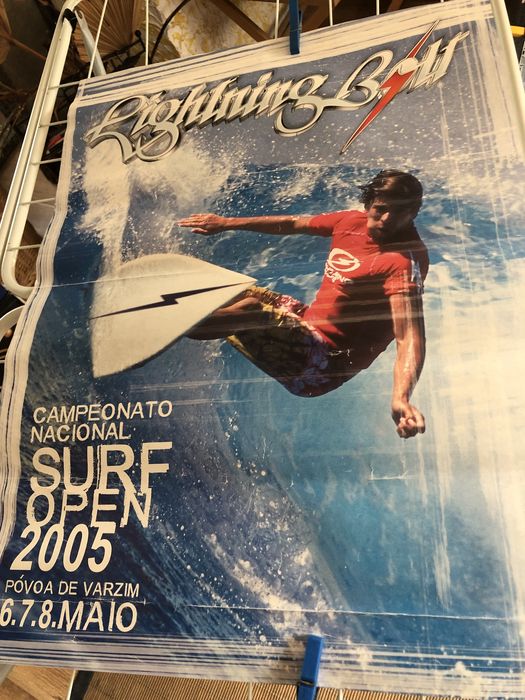 Lightning Bolt
CAMPEONATO
NACIONAL
SURF
OPEN
2005
PÓVOA DE VARZIM
6.7.8.MAIO